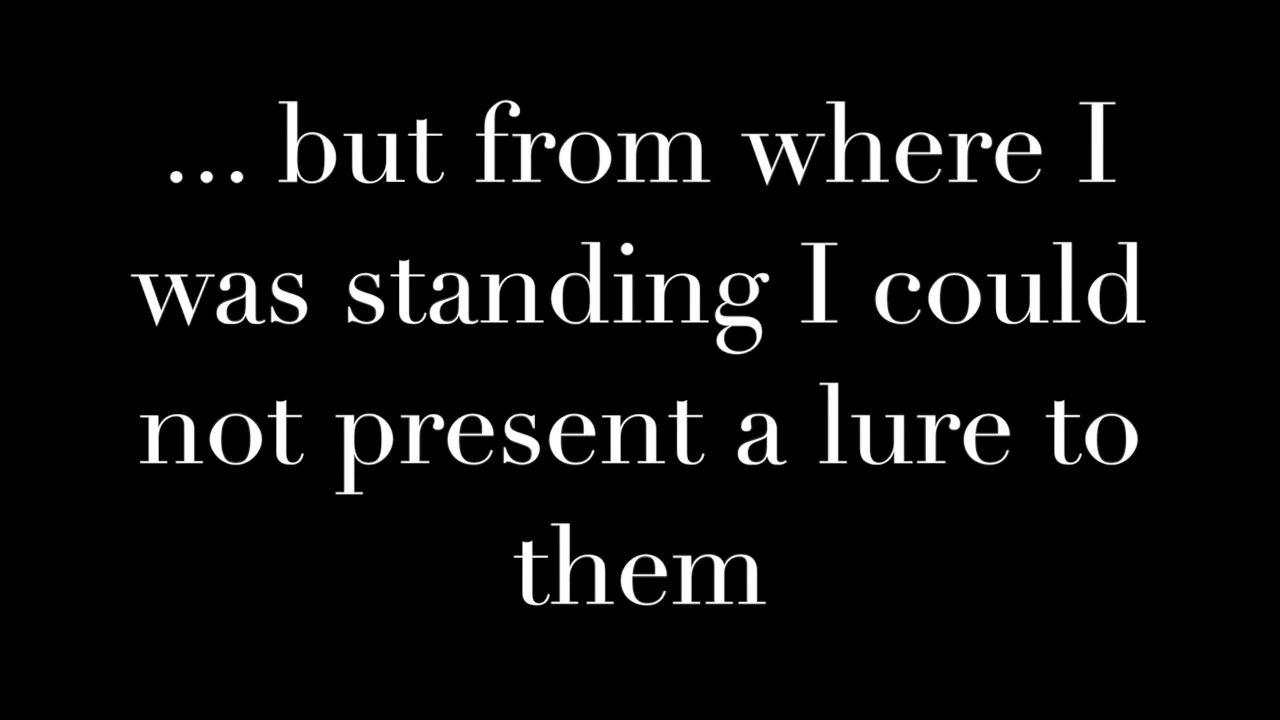 ... but from where I
was standing I could
not present a lure to
them